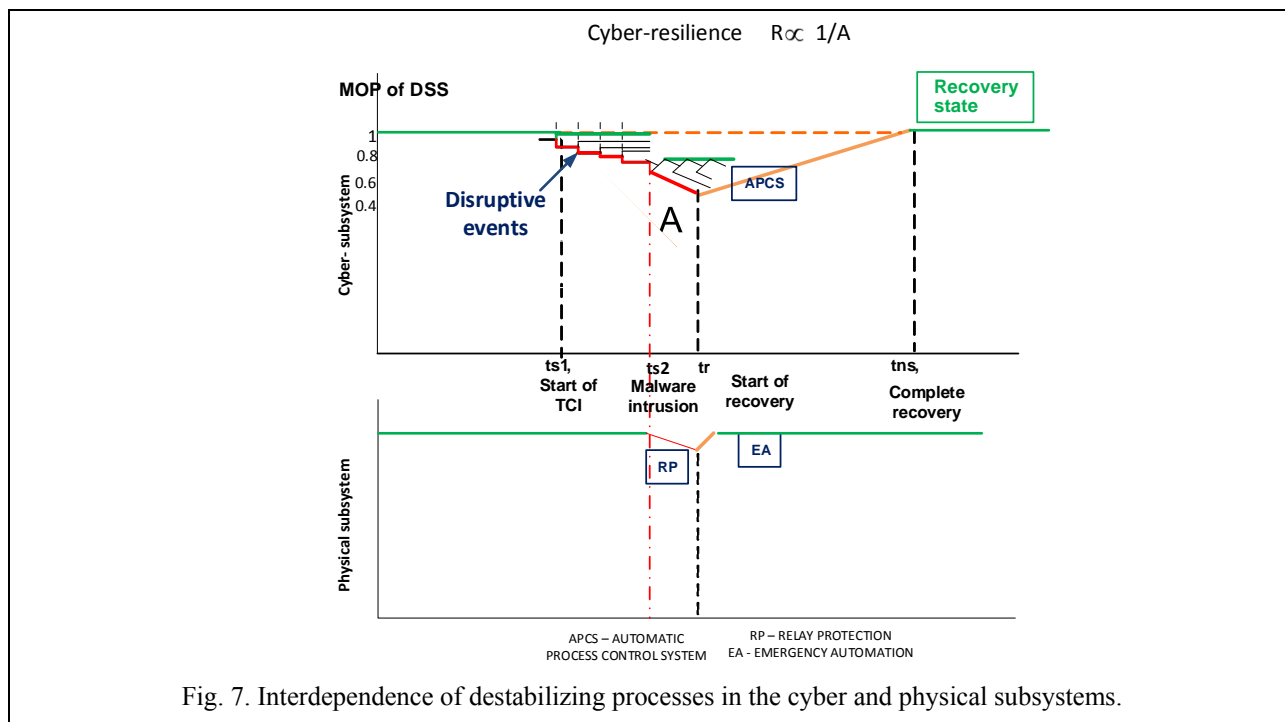 Cyber-resilience R∝ 1/A
MOP of DSS
Recovery
state
1
0.8
0.6
0.4
Cyber- subsystem
Disruptive
events
A
APCS
ts1,
Start of
TCI
ts2
Malware
intrusion
tr
Start of
recovery
tns,
Complete
recovery
Physical subsystem
RP
EA
APCS – AUTOMATIC
PROCESS CONTROL SYSTEM
RP – RELAY PROTECTION
EA - EMERGENCY AUTOMATION
Fig. 7. Interdependence of destabilizing processes in the cyber and physical subsystems.